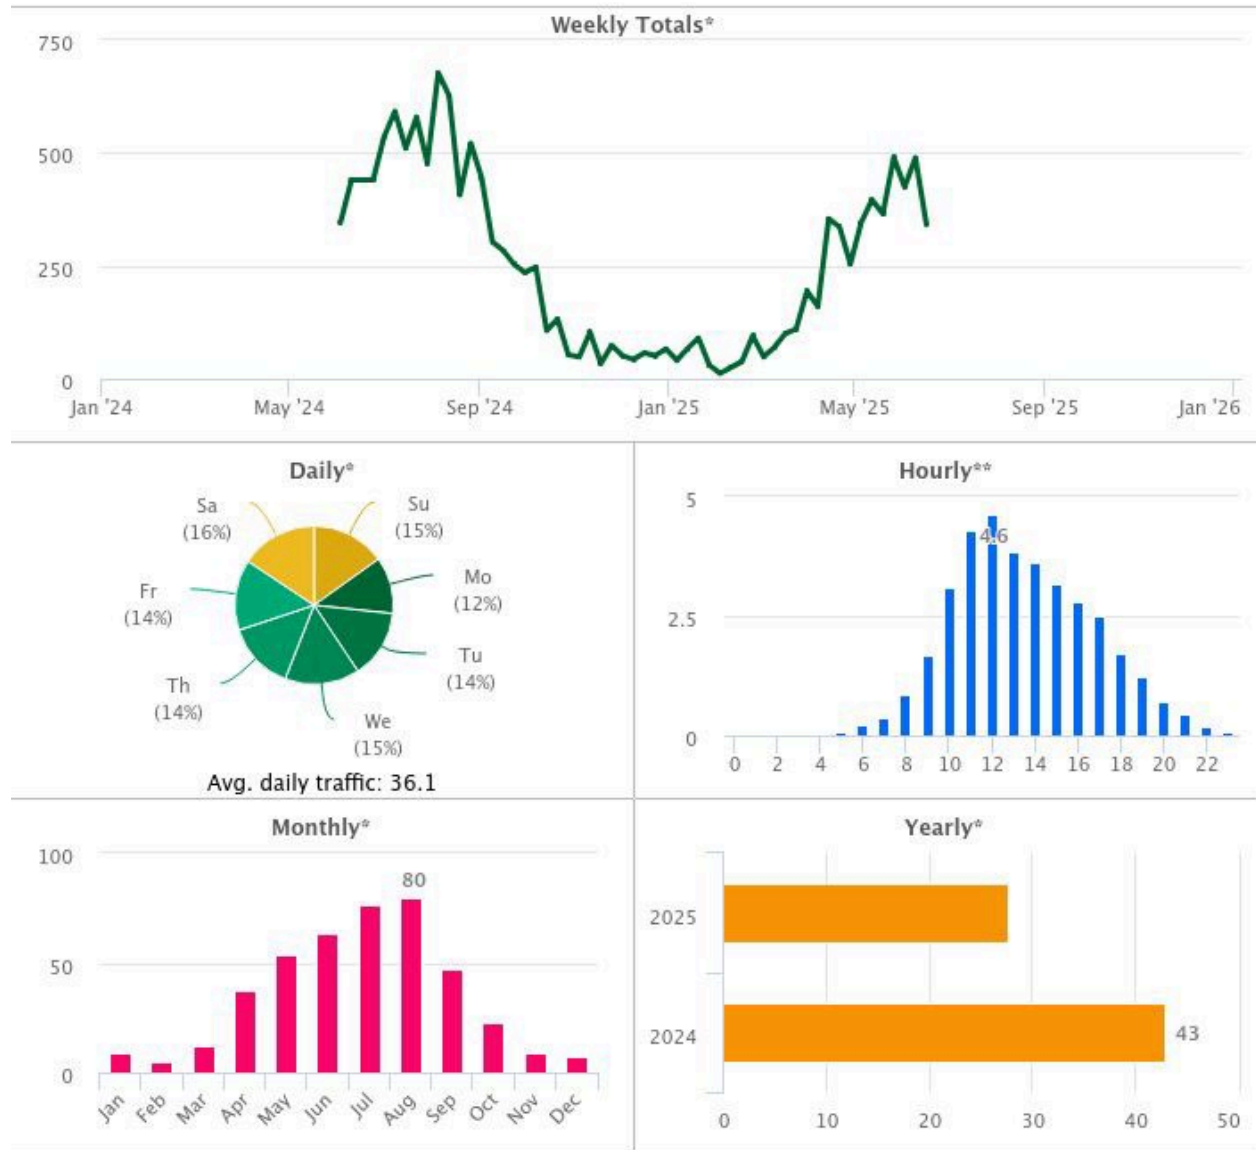 Weekly Totals*
750
500
250
0
Jan '24 May '24 Sep '24 Jan '25 May '25 Sep '25 Jan '26
Daily*
Sa
(16%)
Su
(15%)
Fr
(14%)
Mo
(12%)
Th
(14%)
Tu
(14%)
We
(15%)
Avg. daily traffic: 36.1
Hourly**
5
4.6
2.5
0
0 2 4 6 8 10 12 14 16 18 20 22
Monthly*
100
80
50
0
Jan Feb Mar Apr May Jun Jul Aug Sep Oct Nov Dec
Yearly*
2025
2024 43
0 10 20 30 40 50